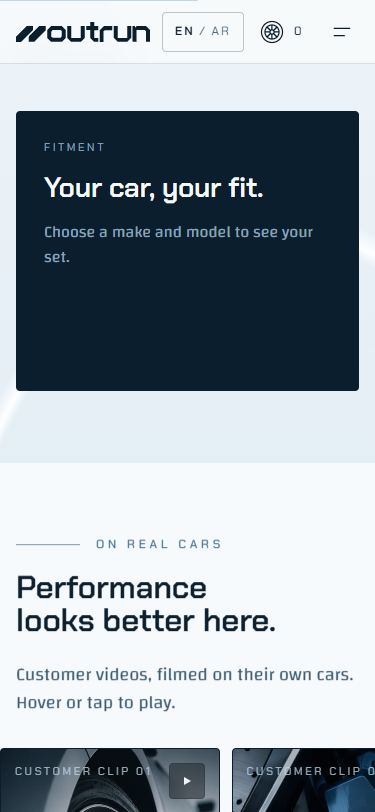 outrun
EN / AR
0
FITMENT
Your car, your fit.
Choose a make and model to see your
set.
ON REAL CARS
Performance
looks better here.
Customer videos, filmed on their own cars.
Hover or tap to play.
CUSTOMER CLIP 01
CUSTOMER CLIP 0